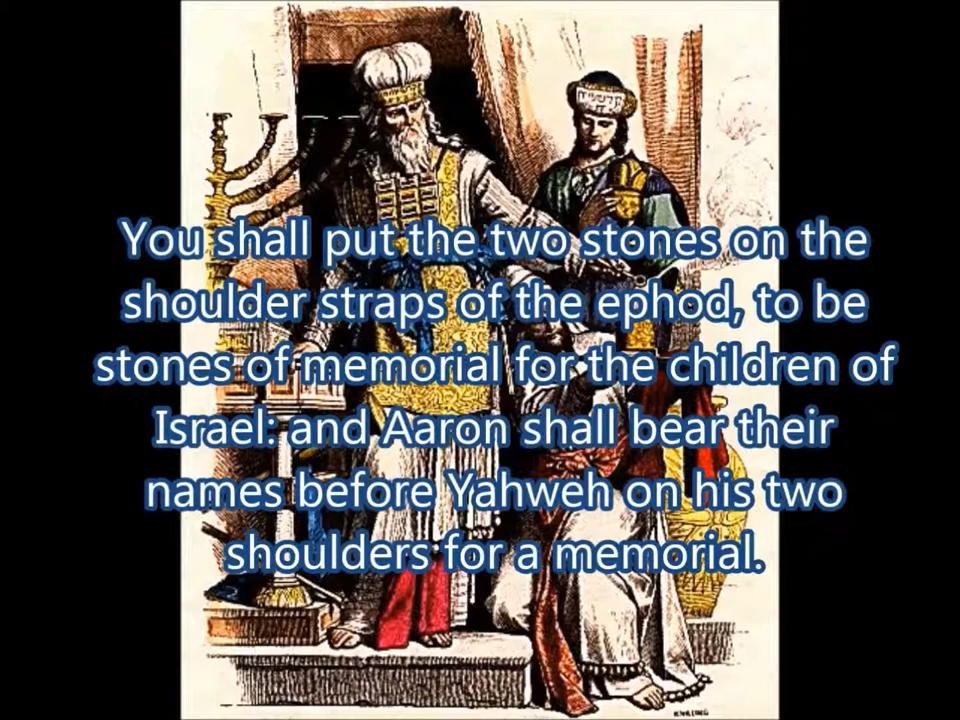 You shall put the two stones on the
shoulder straps of the ephod, to be
stones of memorial for the children of
Israel: and Aaron shall bear their
names before Yahweh on his two
shoulders for a memorial.